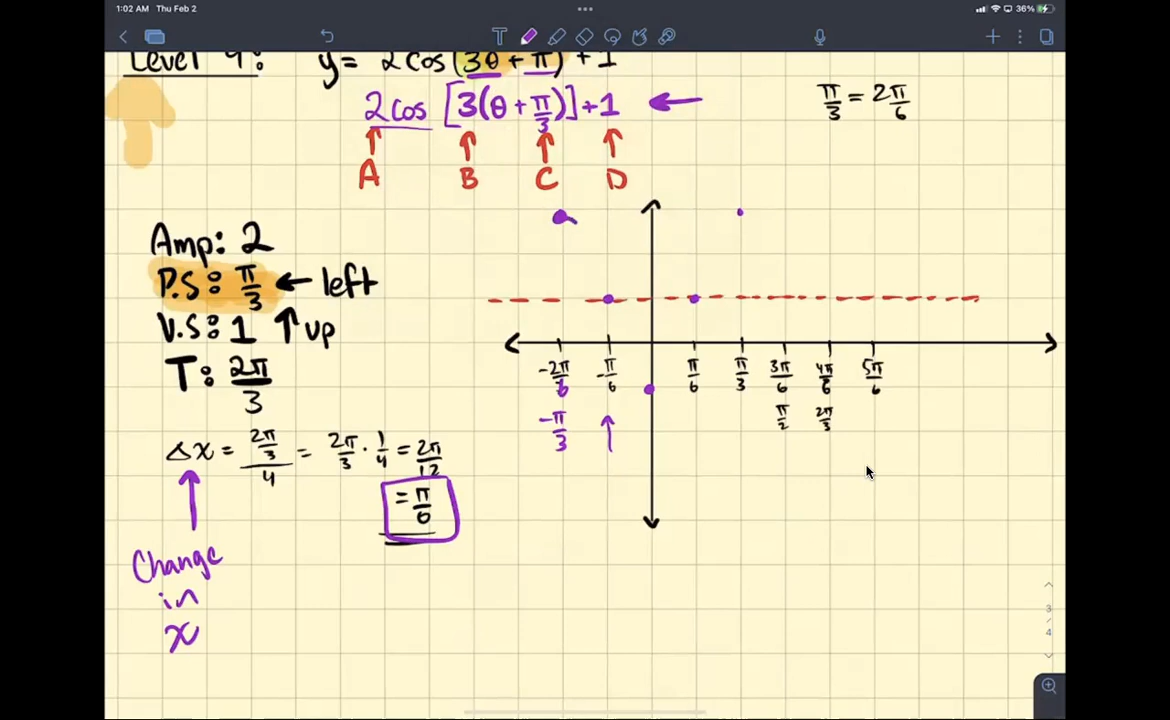 1:02 AM Thu Feb 2
36%
Level 4: y= 2cos(3θ + π) +1
2cos [3(θ + π/3)]+1
π/3 = 2π/6
A B C D
Amp: 2
P.S: π/3 ← left
V.S: 1 ↑ up
T: 2π/3
-2π/6 -π/6 π/6 π/3 3π/6 4π/6 5π/6
-π/3 π/2 2π/3
Δx = 2π/3/4 = 2π/3 · 1/4 = 2π/12
= π/6
Change
in
x
3
/
4
T